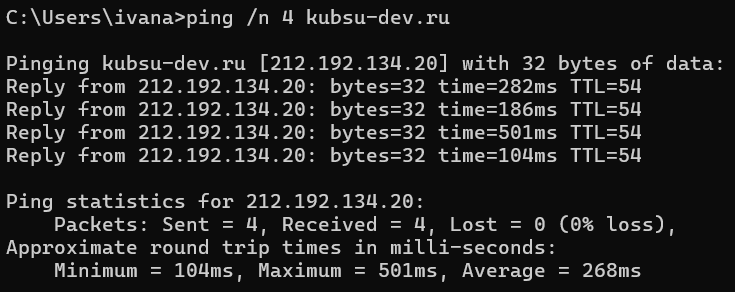 C:\Users\ivana>ping /n 4 kubsu-dev.ru
Pinging kubsu-dev.ru [212.192.134.20] with 32 bytes of data:
Reply from 212.192.134.20: bytes=32 time=282ms TTL=54
Reply from 212.192.134.20: bytes=32 time=186ms TTL=54
Reply from 212.192.134.20: bytes=32 time=501ms TTL=54
Reply from 212.192.134.20: bytes=32 time=104ms TTL=54
Ping statistics for 212.192.134.20:
    Packets: Sent = 4, Received = 4, Lost = 0 (0% loss),
Approximate round trip times in milli-seconds:
    Minimum = 104ms, Maximum = 501ms, Average = 268ms